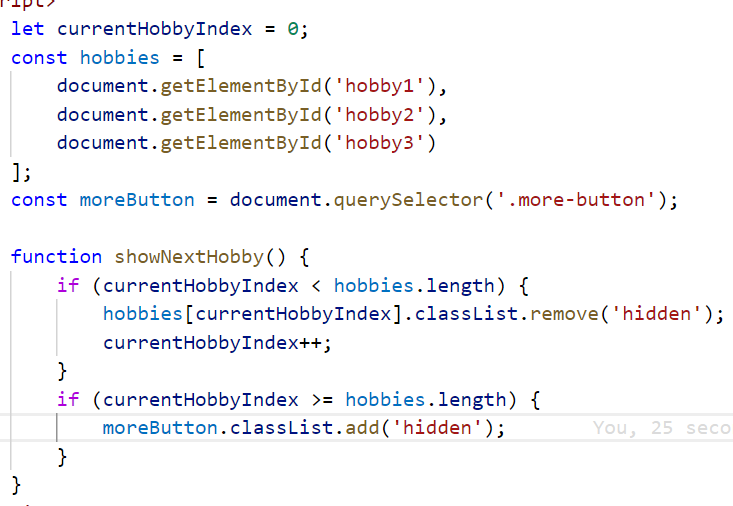 let currentHobbyIndex = 0;
const hobbies = [
    document.getElementById('hobby1'),
    document.getElementById('hobby2'),
    document.getElementById('hobby3')
];
const moreButton = document.querySelector('.more-button');
function showNextHobby() {
    if (currentHobbyIndex < hobbies.length) {
        hobbies[currentHobbyIndex].classList.remove('hidden');
        currentHobbyIndex++;
    }
    if (currentHobbyIndex >= hobbies.length) {
        moreButton.classList.add('hidden'); You, 25 seco
    }
}